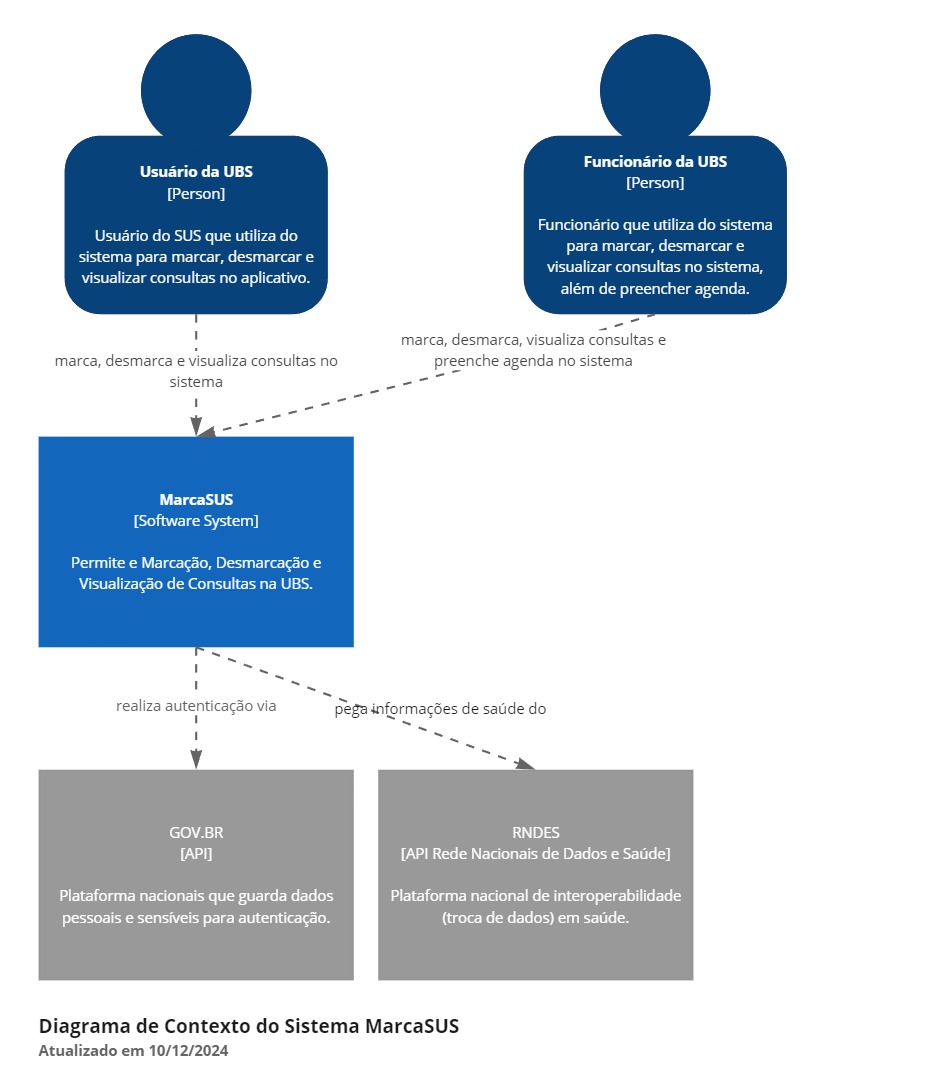 Usuário da UBS
[Person]
Usuário do SUS que utiliza do
sistema para marcar, desmarcar e
visualizar consultas no aplicativo.
Funcionário da UBS
[Person]
Funcionário que utiliza do sistema
para marcar, desmarcar e
visualizar consultas no sistema,
além de preencher agenda.
marca, desmarca e visualiza consultas no
sistema
marca, desmarca, visualiza consultas e
preenche agenda no sistema
MarcaSUS
[Software System]
Permite e Marcação, Desmarcação e
Visualização de Consultas na UBS.
realiza autenticação via
pega informações de saúde do
GOV.BR
[API]
Plataforma nacionais que guarda dados
pessoais e sensíveis para autenticação.
RNDES
[API Rede Nacionais de Dados e Saúde]
Plataforma nacional de interoperabilidade
(troca de dados) em saúde.
Diagrama de Contexto do Sistema MarcaSUS
Atualizado em 10/12/2024